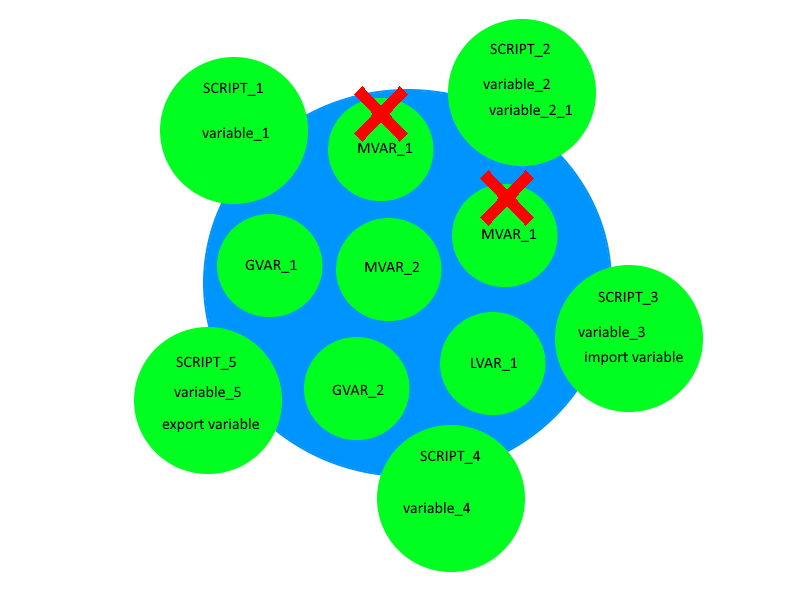 SCRIPT_1
variable_1
SCRIPT_2
variable_2
variable_2_1
MVAR_1
MVAR_1
GVAR_1
MVAR_2
SCRIPT_3
variable_3
import variable
LVAR_1
GVAR_2
SCRIPT_5
variable_5
export variable
SCRIPT_4
variable_4